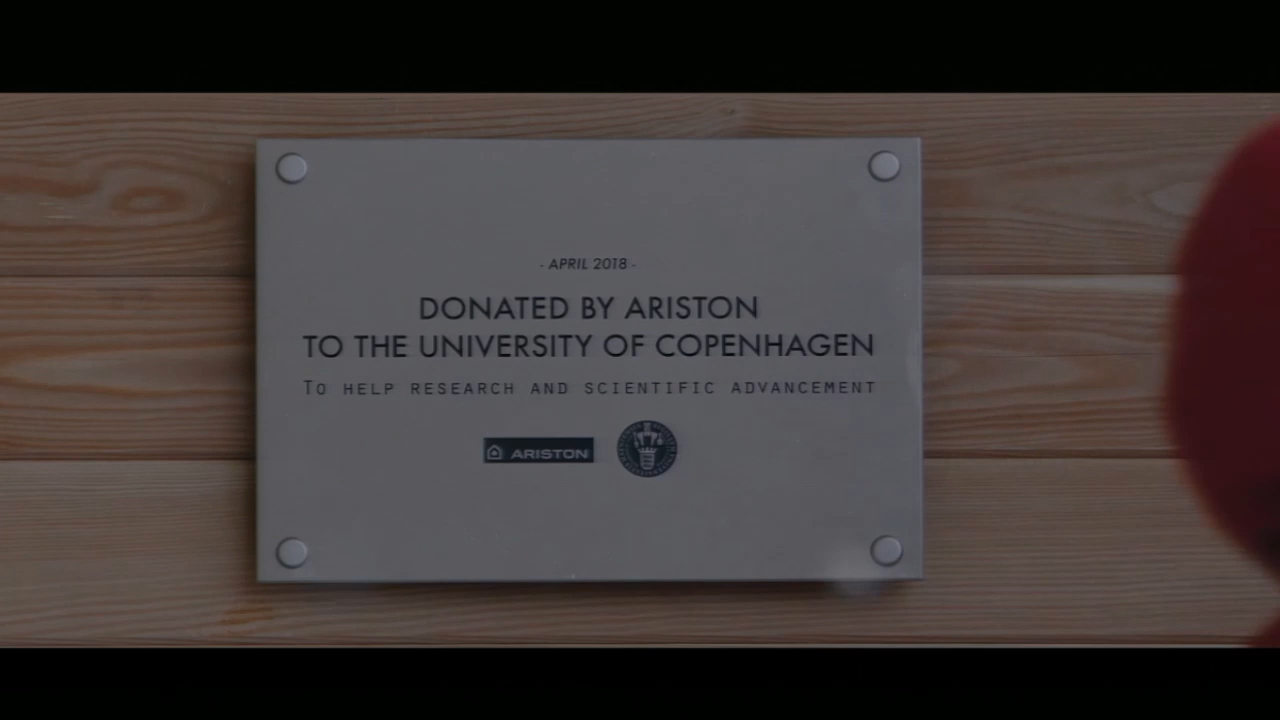 - APRIL 2018 -
DONATED BY ARISTON
TO THE UNIVERSITY OF COPENHAGEN
TO HELP RESEARCH AND SCIENTIFIC ADVANCEMENT
ARISTON